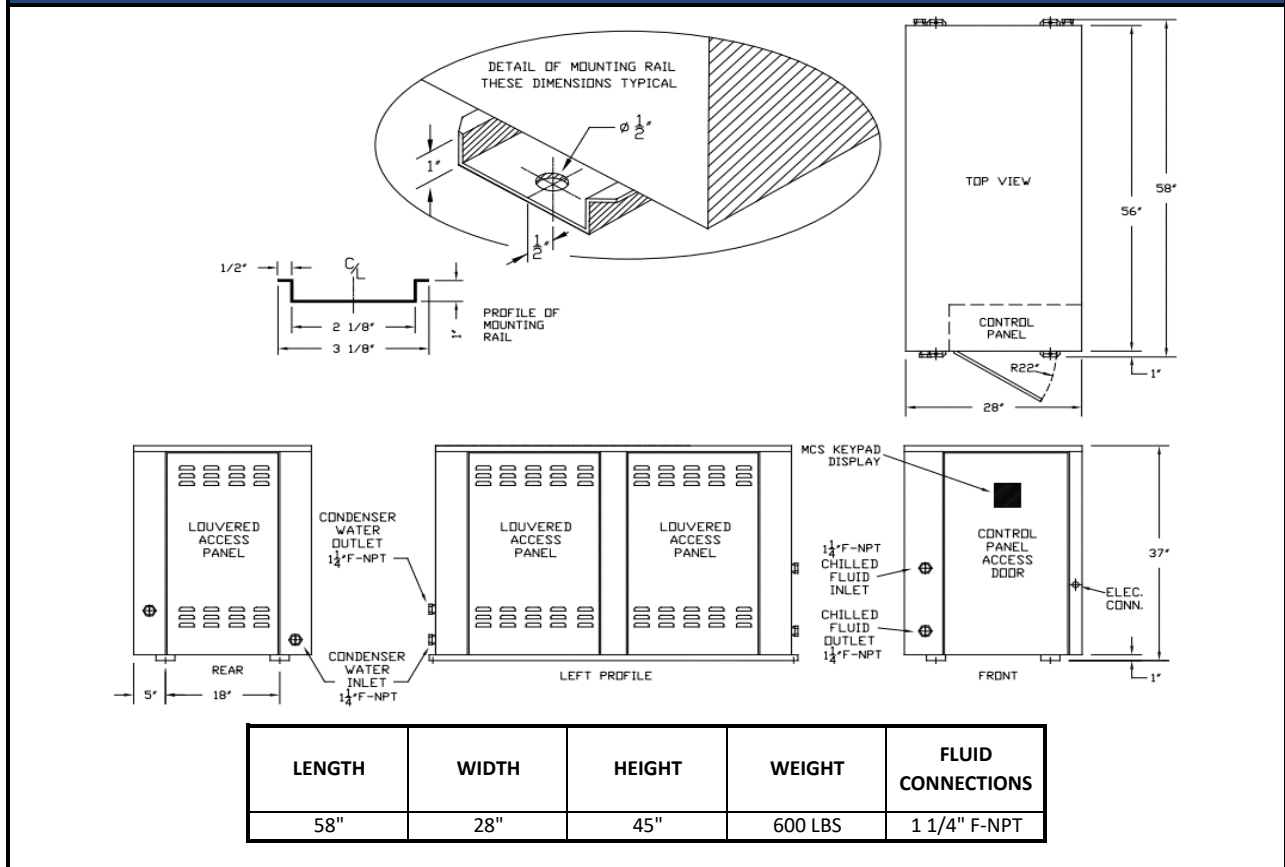 DETAIL OF MOUNTING RAIL
THESE DIMENSIONS TYPICAL
Ø 1/2"
1"
1/2"
1/2"
C/L
2 1/8"
3 1/8"
1"
PROFILE OF
MOUNTING
RAIL
TOP VIEW
58"
56"
CONTROL
PANEL
R22"
1"
28"
LOUVERED
ACCESS
PANEL
REAR
5"
18"
CONDENSER
WATER
OUTLET
1 1/4"F-NPT
CONDENSER
WATER
INLET
1 1/4"F-NPT
LOUVERED
ACCESS
PANEL
LOUVERED
ACCESS
PANEL
LEFT PROFILE
MCS KEYPAD
DISPLAY
1 1/4"F-NPT
CHILLED
FLUID
INLET
CHILLED
FLUID
OUTLET
1 1/4"F-NPT
CONTROL
PANEL
ACCESS
DOOR
37"
ELEC.
CONN.
FRONT
1"
LENGTH WIDTH HEIGHT WEIGHT FLUID CONNECTIONS
58" 28" 45" 600 LBS 1 1/4" F-NPT